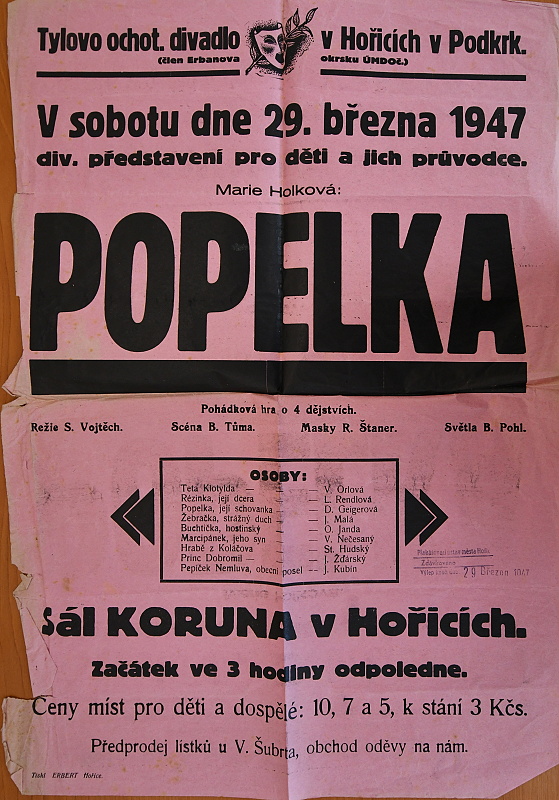 Tylovo ochot. divadlo v Hořicích v Podkrk.
(člen Erbanova okrsku ÚMDOČ.)
V sobotu dne 29. března 1947
div. představení pro děti a jich průvodce.
Marie Holková:
POPELKA
Pohádková hra o 4 dějstvích.
Režie S. Vojtěch. Scéna B. Tůma. Masky R. Štaner. Světla B. Pohl.
OSOBY:
Teta Klotylda — V. Orlová
Rézinka, její dcera — L. Rendlová
Popelka, její schovanka — D. Geigerová
Žebračka, strážný duch — J. Malá
Buchtička, hostinský — O. Janda
Marcipánek, jeho syn — V. Nečesaný
Hrabě z Koláčova — St. Hudský
Princ Dobromil — J. Žďárský
Pepíček Nemluva, obecní posel — J. Kubín
29 Březen 1947
Sál KORUNA v Hořicích.
Začátek ve 3 hodiny odpoledne.
Ceny míst pro děti a dospělé: 10, 7 a 5, k stání 3 Kčs.
Předprodej lístků u V. Šubrta, obchod oděvy na nám.
Tiskl ERBERT Hořice.